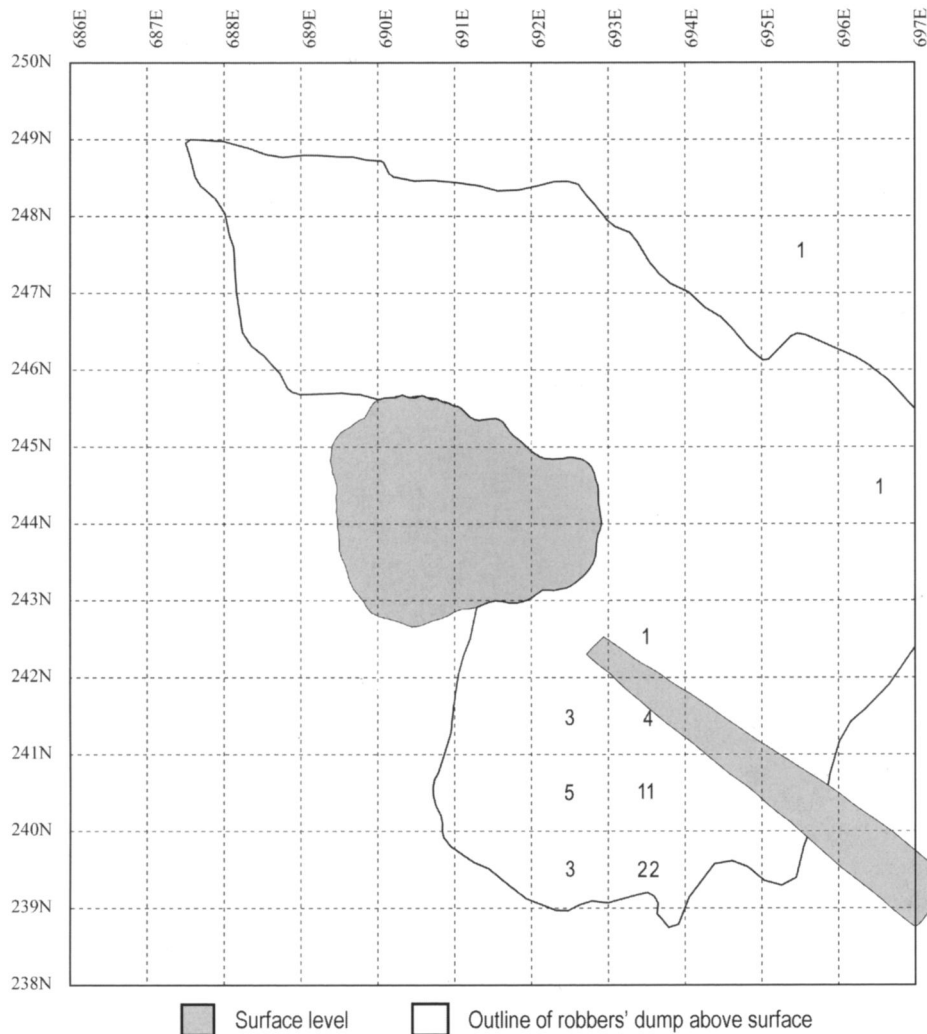 686E 687E 688E 689E 690E 691E 692E 693E 694E 695E 696E 697E
250N
249N
248N
1
247N
246N
245N
1
244N
243N
1
242N
3 4
241N
5 11
240N
3 22
239N
238N
Surface level Outline of robbers' dump above surface